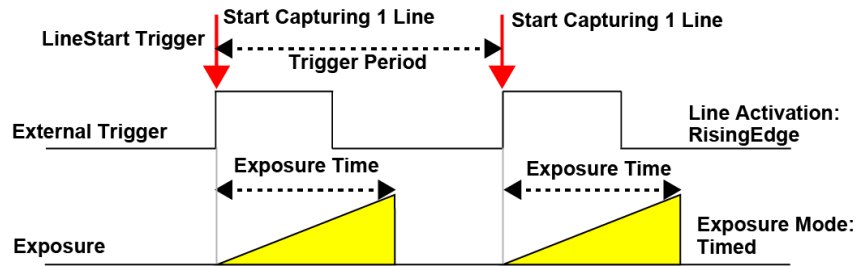 Start Capturing 1 Line
Start Capturing 1 Line
LineStart Trigger
Trigger Period
External Trigger
Line Activation:
RisingEdge
Exposure Time
Exposure Time
Exposure
Exposure Mode:
Timed